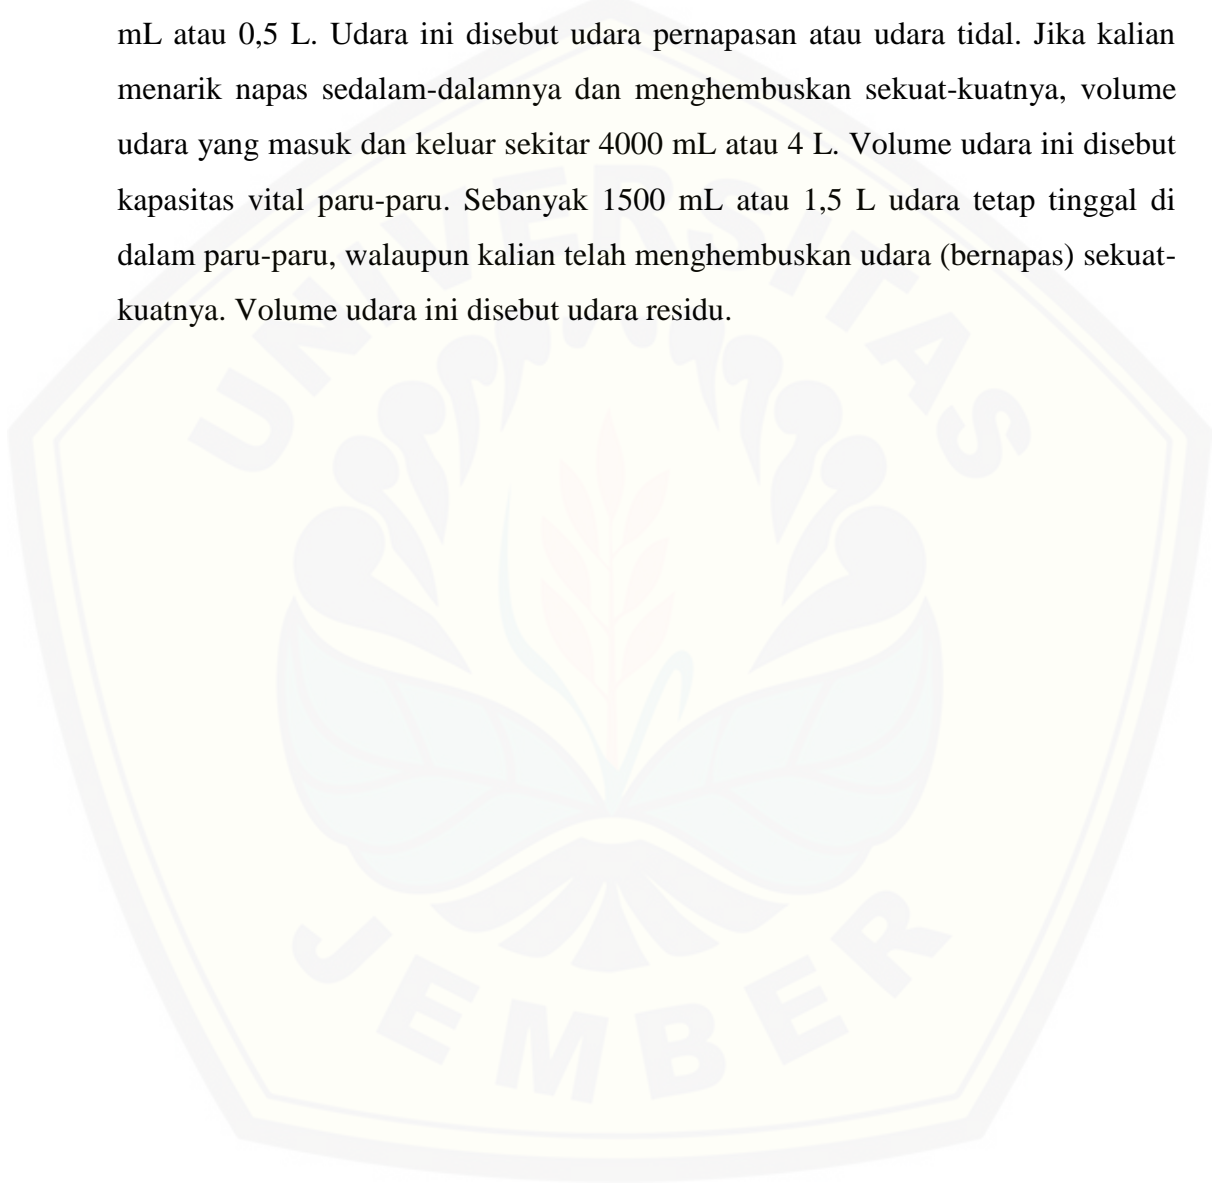 mL atau 0,5 L. Udara ini disebut udara pernapasan atau udara tidal. Jika kalian
menarik napas sedalam-dalamnya dan menghembuskan sekuat-kuatnya, volume
udara yang masuk dan keluar sekitar 4000 mL atau 4 L. Volume udara ini disebut
kapasitas vital paru-paru. Sebanyak 1500 mL atau 1,5 L udara tetap tinggal di
dalam paru-paru, walaupun kalian telah menghembuskan udara (bernapas) sekuat-
kuatnya. Volume udara ini disebut udara residu.
UNIVERSITAS
JEMBER